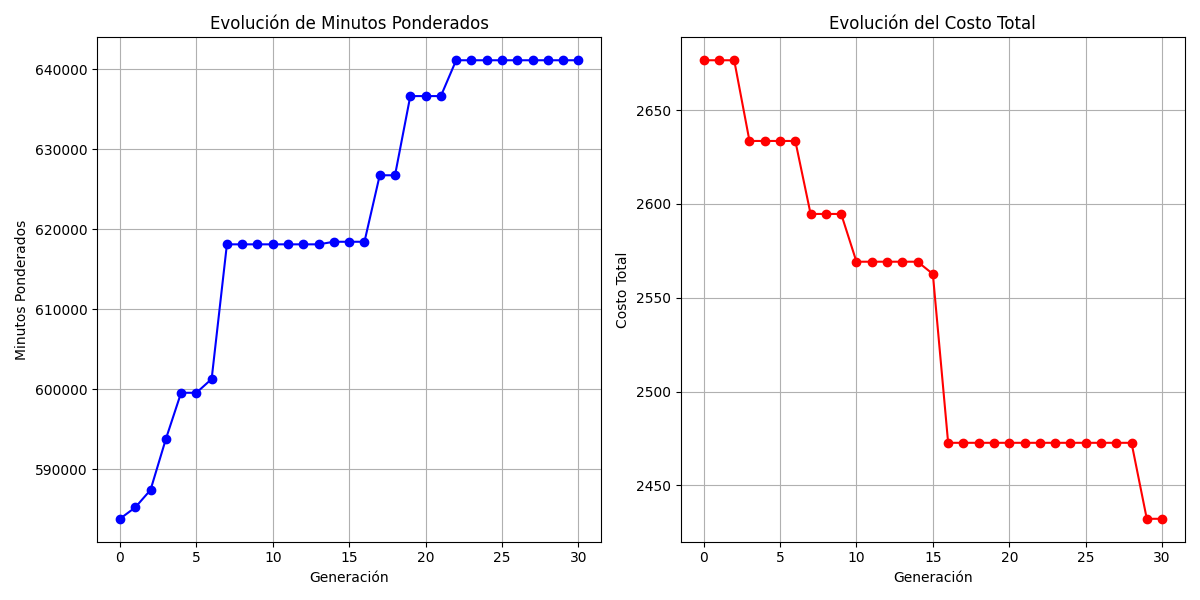 Evolución de Minutos Ponderados
Minutos Ponderados
640000
630000
620000
610000
600000
590000
0 5 10 15 20 25 30
Generación
Evolución del Costo Total
Costo Total
2650
2600
2550
2500
2450
0 5 10 15 20 25 30
Generación